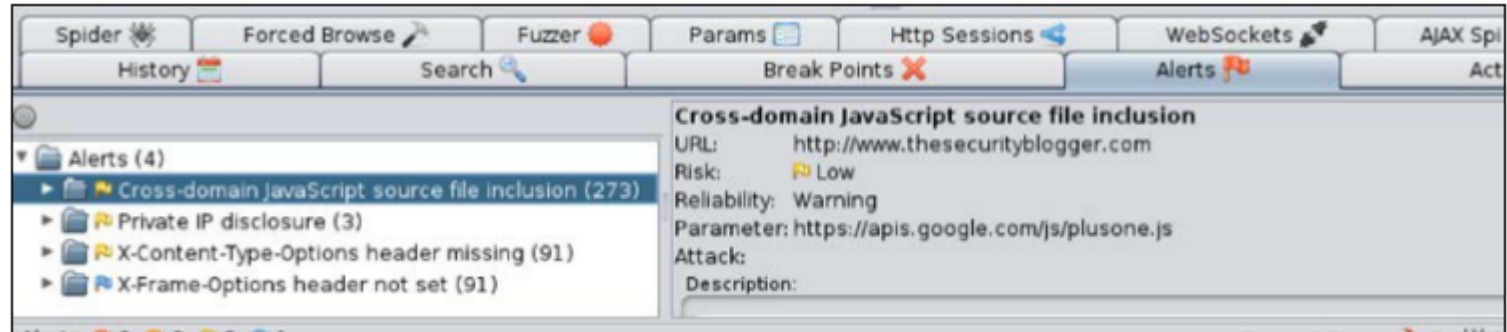 Spider Forced Browse Fuzzer Params Http Sessions WebSockets AJAX Spi
History Search Break Points Alerts Act
Alerts (4)
Cross-domain JavaScript source file inclusion (273)
Private IP disclosure (3)
X-Content-Type-Options header missing (91)
X-Frame-Options header not set (91)
Cross-domain JavaScript source file inclusion
URL: http://www.thesecurityblogger.com
Risk: Low
Reliability: Warning
Parameter: https://apis.google.com/js/plusone.js
Attack:
Description: